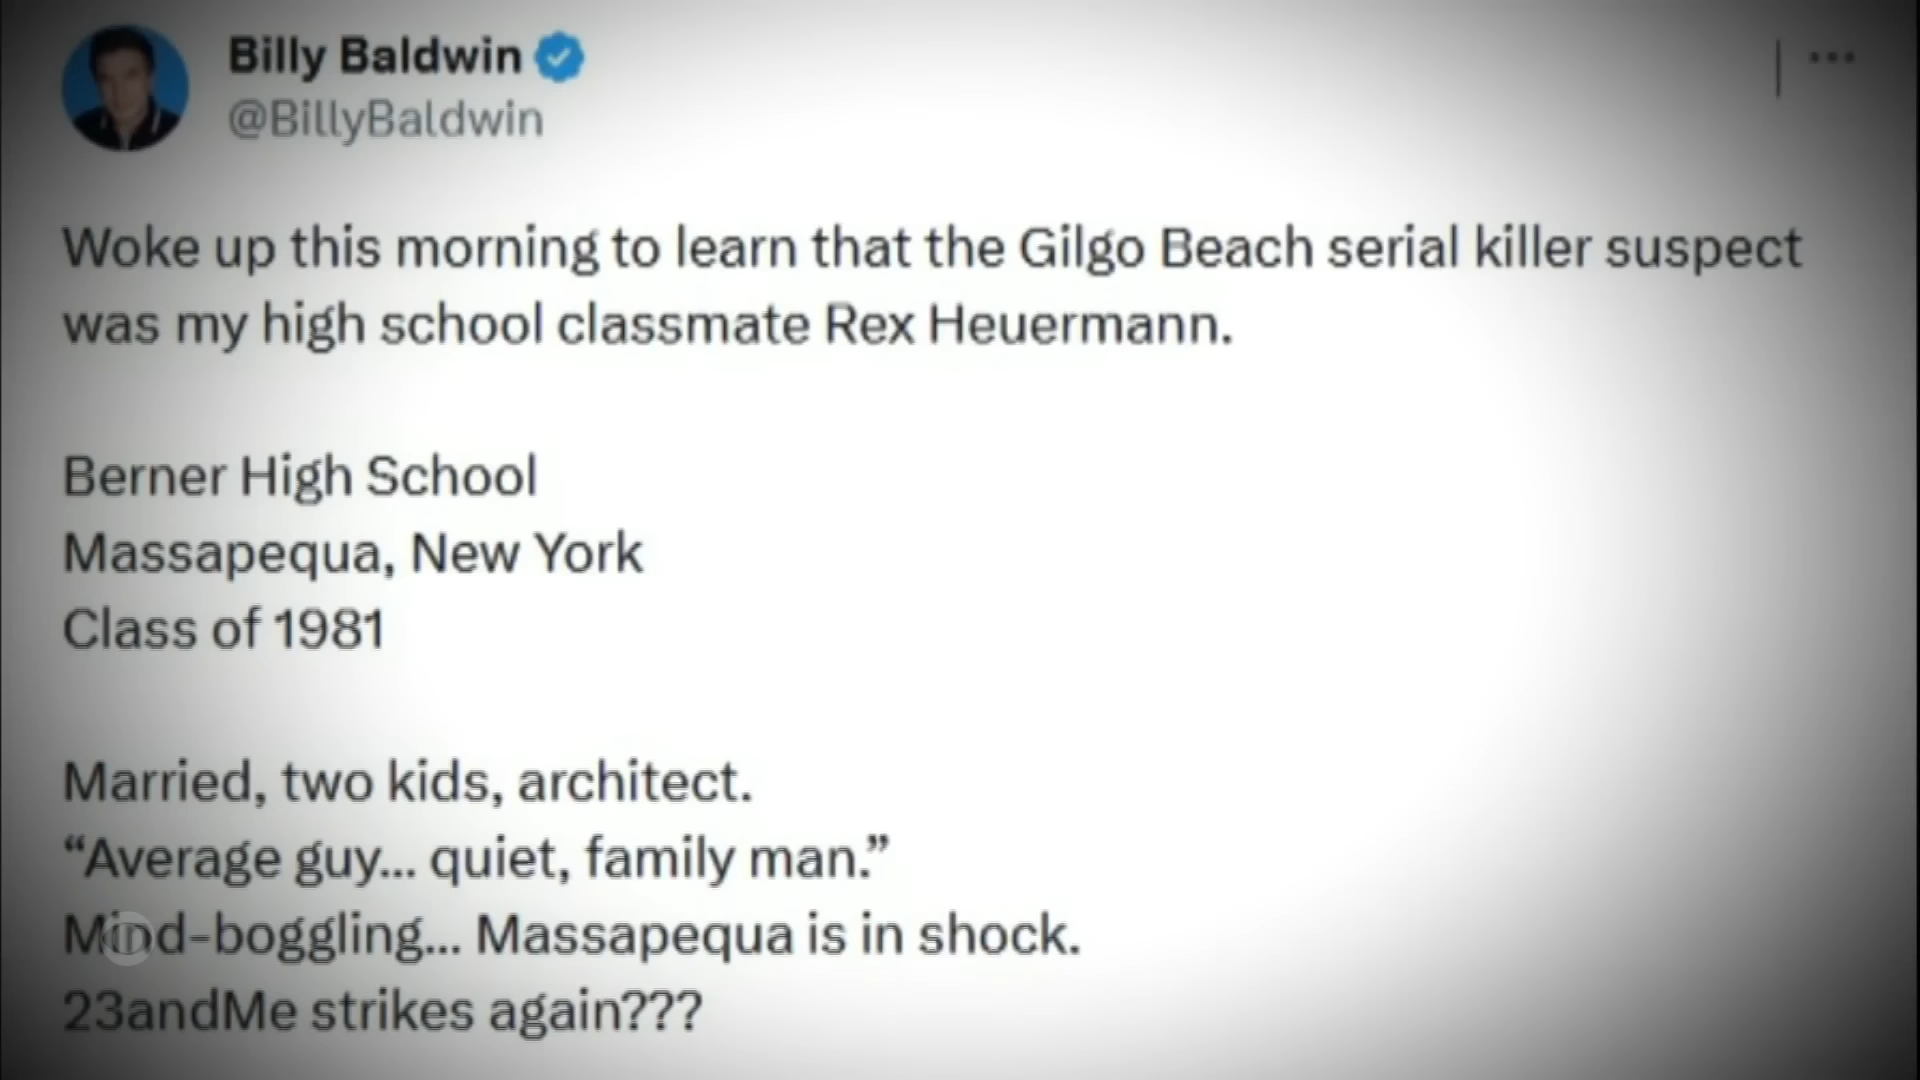 Billy Baldwin
@BillyBaldwin
Woke up this morning to learn that the Gilgo Beach serial killer suspect
was my high school classmate Rex Heuermann.
Berner High School
Massapequa, New York
Class of 1981
Married, two kids, architect.
“Average guy... quiet, family man.”
Mind-boggling... Massapequa is in shock.
23andMe strikes again???